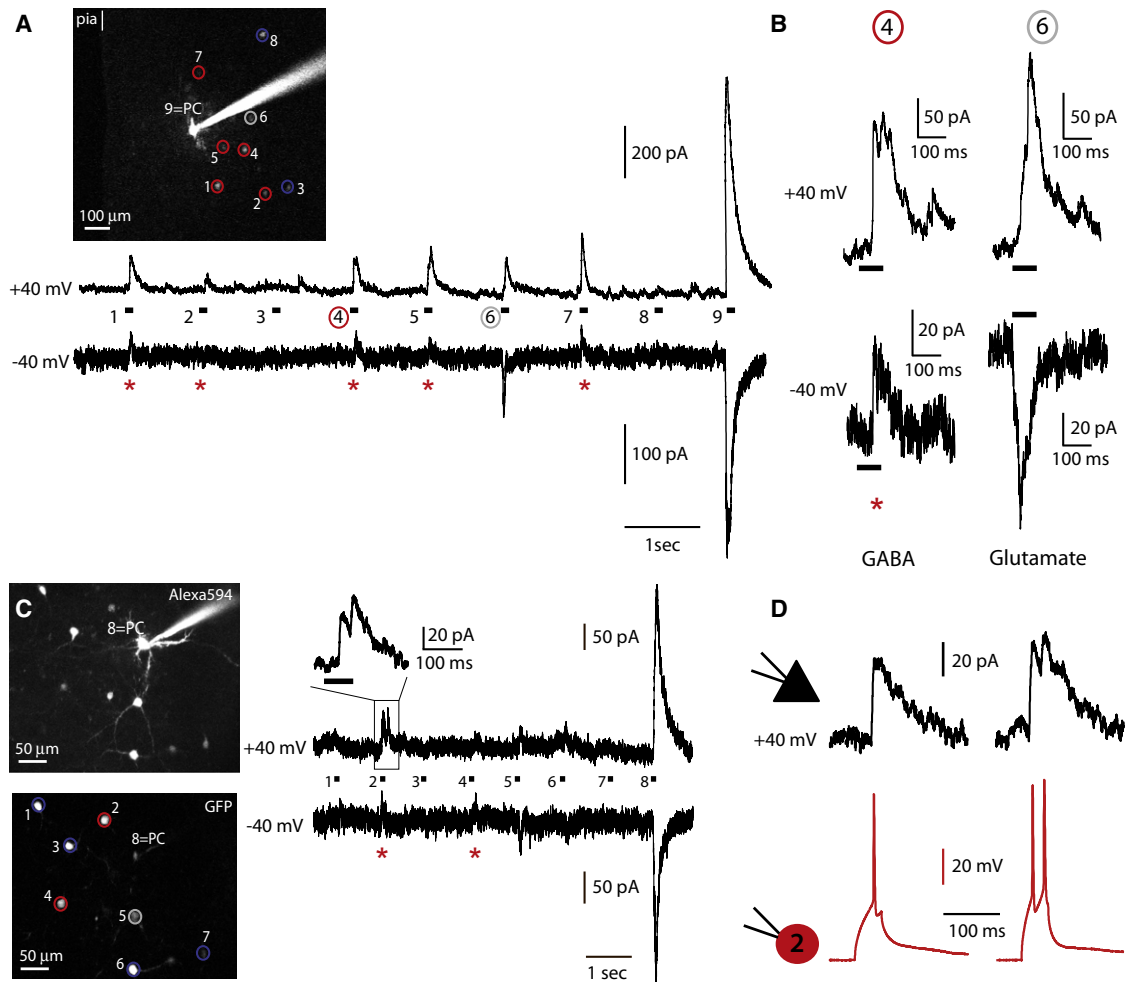 A
pia
8
7
9=PC
6
5
4
1
2
3
100 µm
200 pA
+40 mV
1 2 3 4 5 6 7 8 9
-40 mV
* * * * *
100 pA
1sec
B
4
6
50 pA
100 ms
50 pA
100 ms
+40 mV
20 pA
100 ms
-40 mV
20 pA
100 ms
*
GABA
Glutamate
C
Alexa594
8=PC
50 µm
GFP
1
2
8=PC
3
4
5
7
6
50 µm
20 pA
100 ms
50 pA
+40 mV
1 2 3 4 5 6 7 8
-40 mV
* *
50 pA
1 sec
D
20 pA
+40 mV
20 mV
2
100 ms